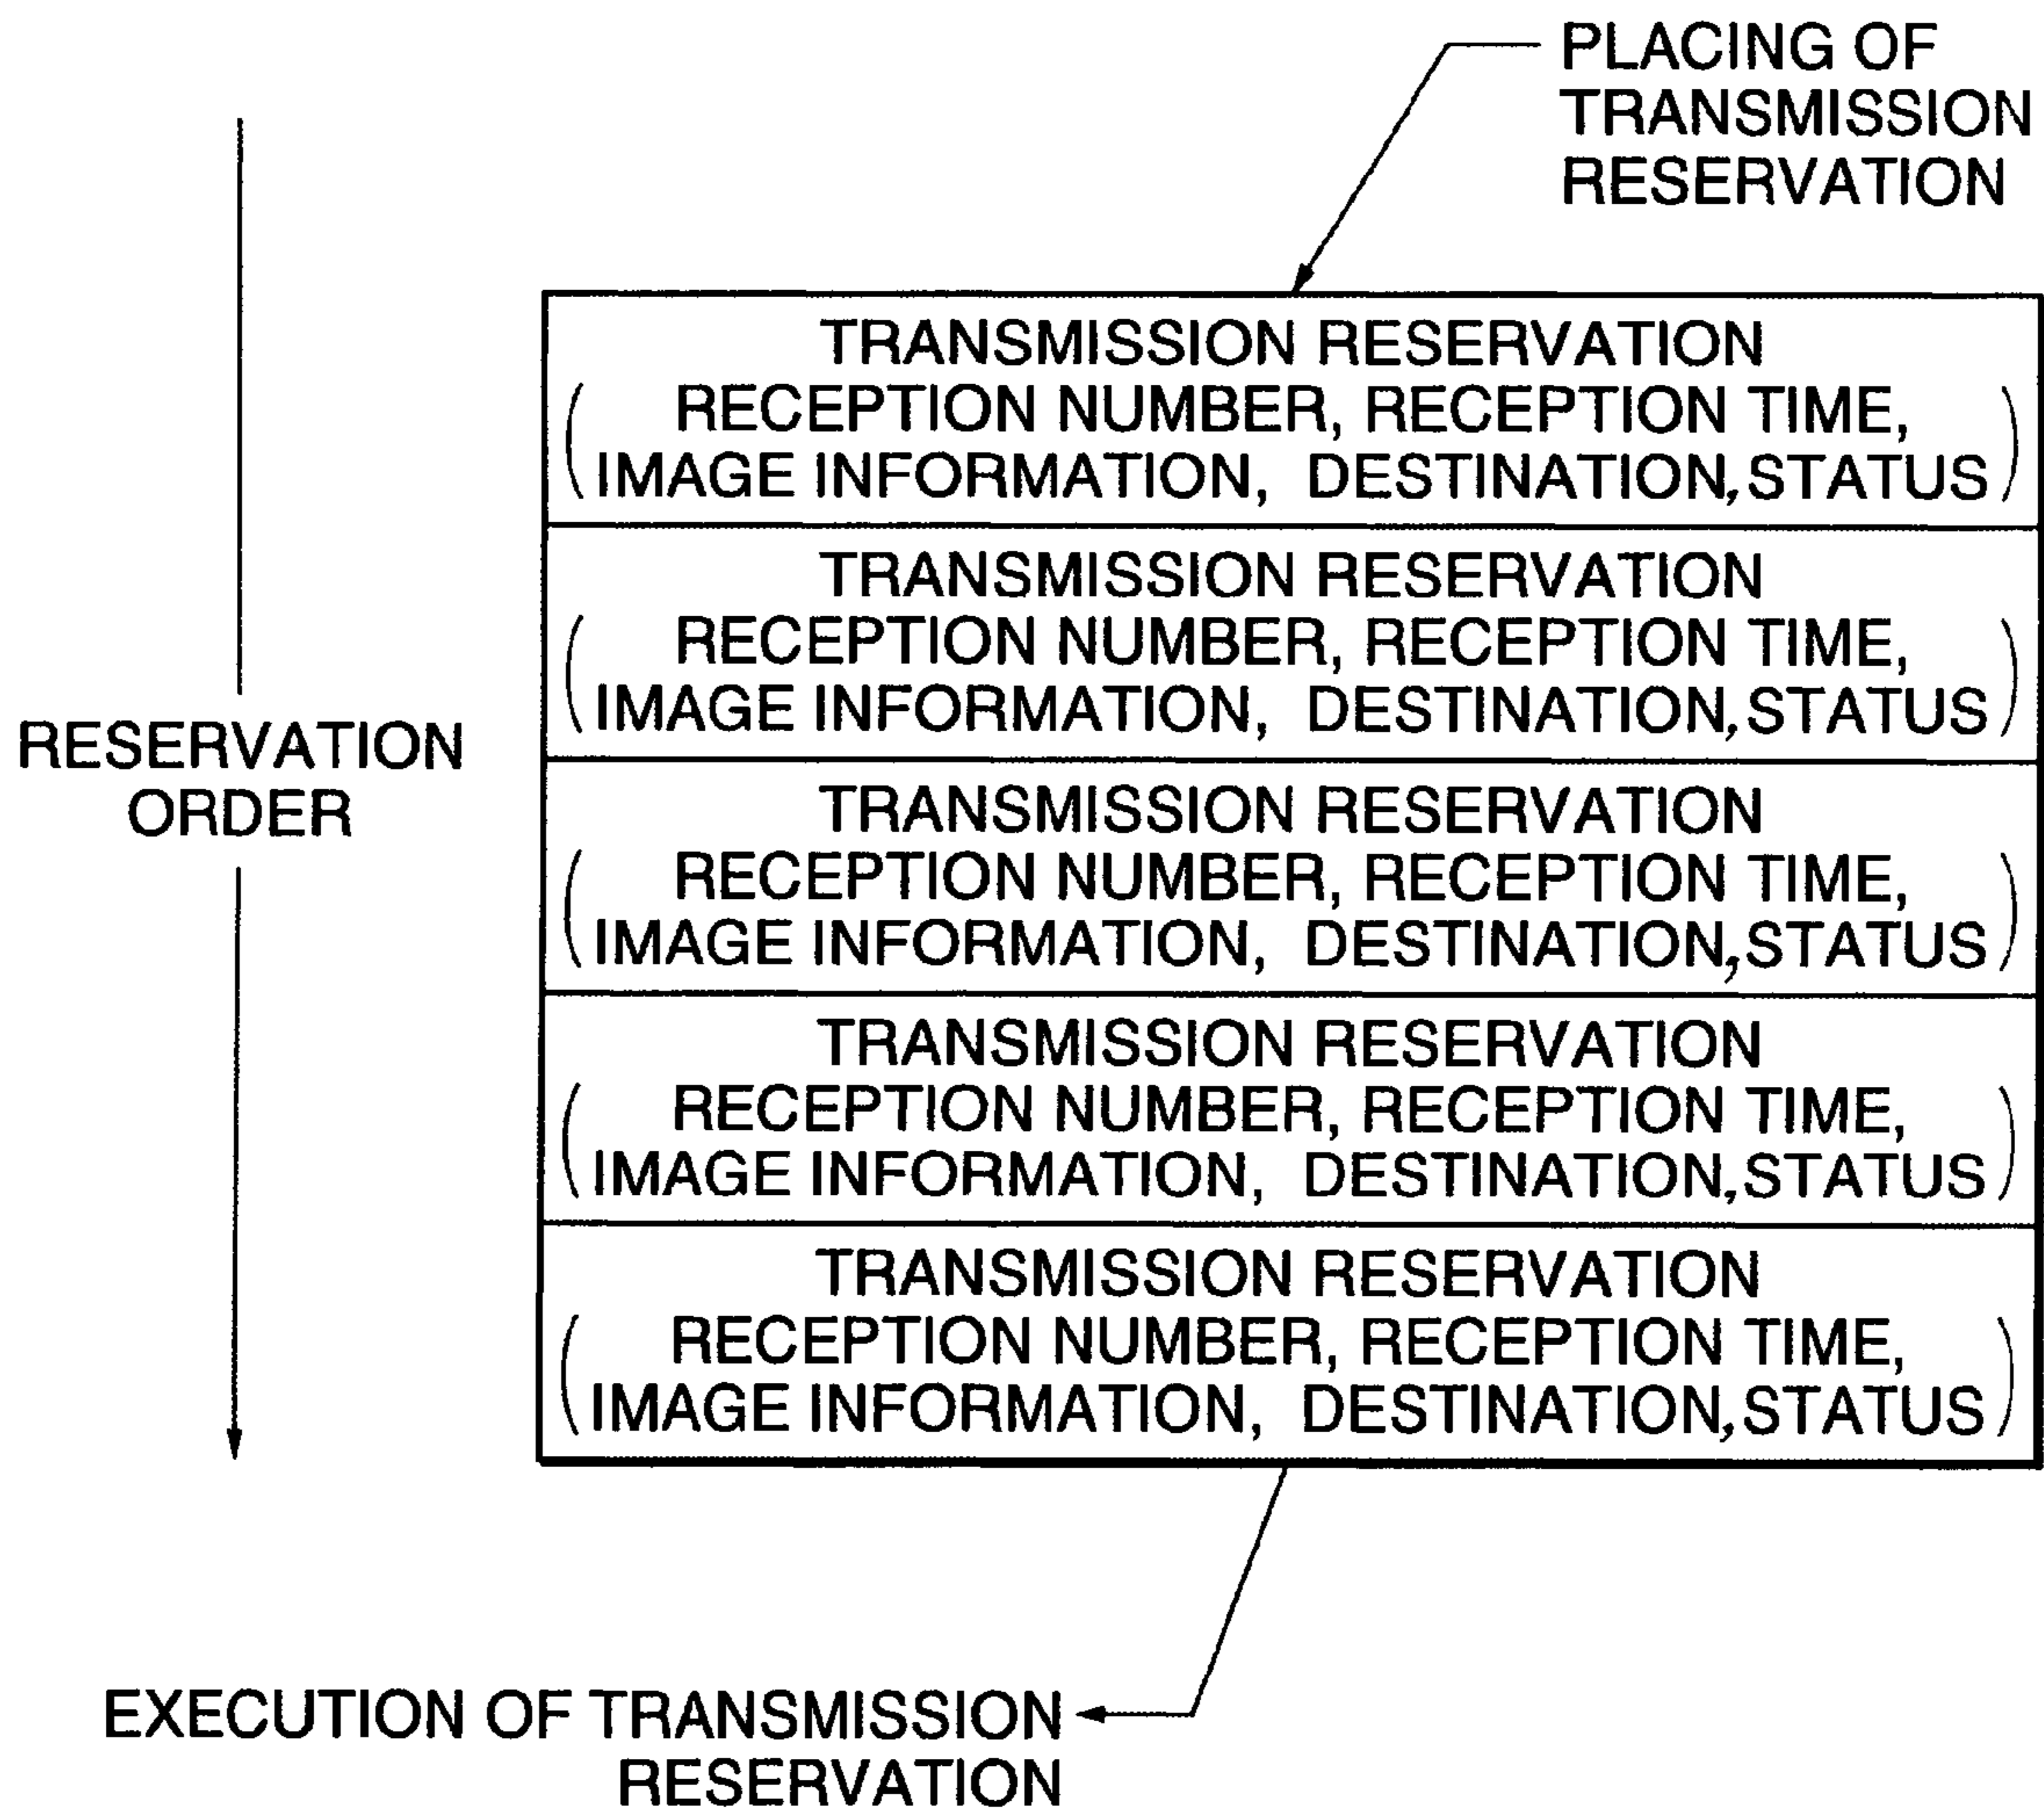 PLACING OF
TRANSMISSION
RESERVATION
TRANSMISSION RESERVATION
( RECEPTION NUMBER, RECEPTION TIME,
IMAGE INFORMATION, DESTINATION, STATUS )
TRANSMISSION RESERVATION
( RECEPTION NUMBER, RECEPTION TIME,
IMAGE INFORMATION, DESTINATION, STATUS )
RESERVATION
ORDER
TRANSMISSION RESERVATION
( RECEPTION NUMBER, RECEPTION TIME,
IMAGE INFORMATION, DESTINATION, STATUS )
TRANSMISSION RESERVATION
( RECEPTION NUMBER, RECEPTION TIME,
IMAGE INFORMATION, DESTINATION, STATUS )
TRANSMISSION RESERVATION
( RECEPTION NUMBER, RECEPTION TIME,
IMAGE INFORMATION, DESTINATION, STATUS )
EXECUTION OF TRANSMISSION
RESERVATION